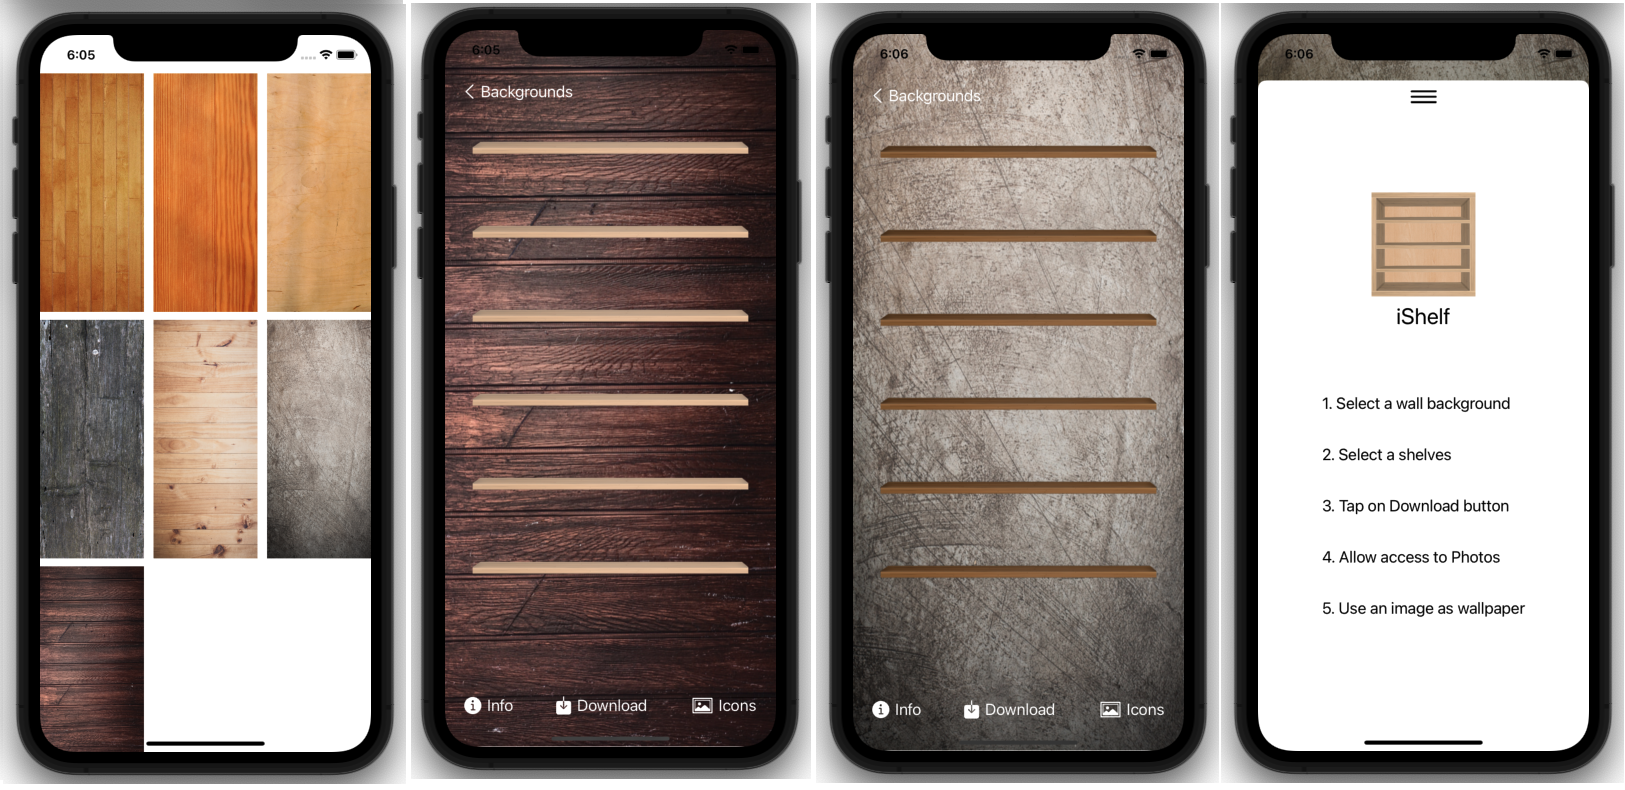 6:05
6:05
Backgrounds
Info
Download
Icons
6:06
Backgrounds
Info
Download
Icons
6:06
iShelf
1. Select a wall background
2. Select a shelves
3. Tap on Download button
4. Allow access to Photos
5. Use an image as wallpaper